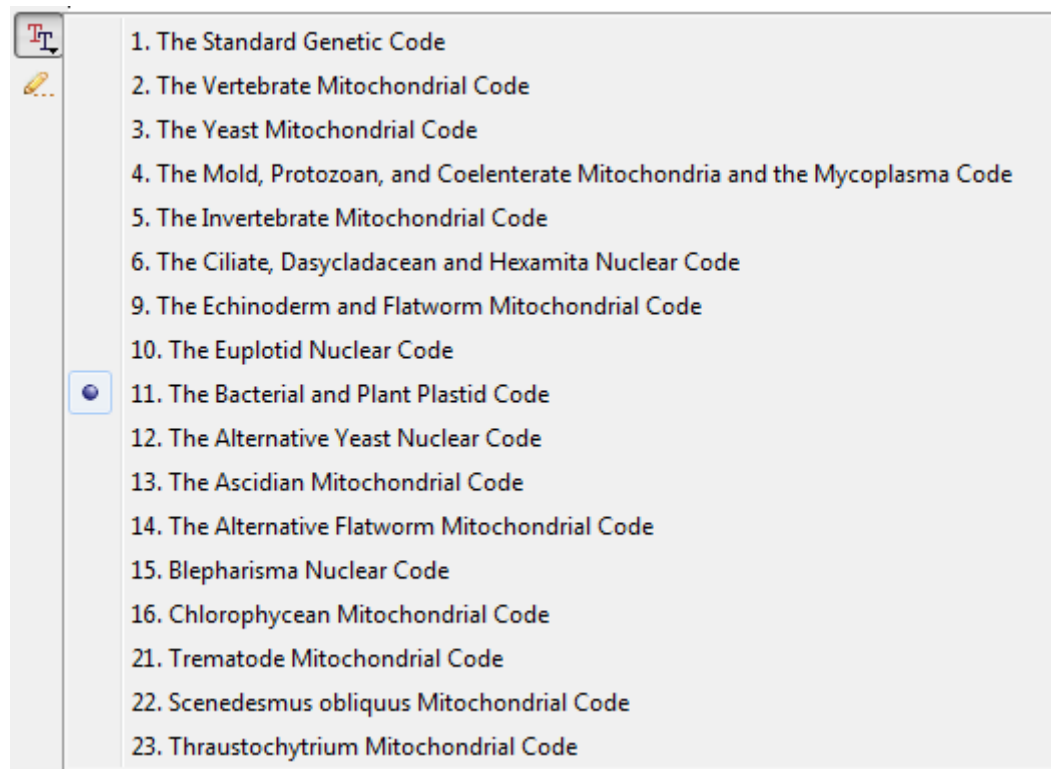 TT
1. The Standard Genetic Code
2. The Vertebrate Mitochondrial Code
3. The Yeast Mitochondrial Code
4. The Mold, Protozoan, and Coelenterate Mitochondria and the Mycoplasma Code
5. The Invertebrate Mitochondrial Code
6. The Ciliate, Dasycladacean and Hexamita Nuclear Code
9. The Echinoderm and Flatworm Mitochondrial Code
10. The Euplotid Nuclear Code
11. The Bacterial and Plant Plastid Code
12. The Alternative Yeast Nuclear Code
13. The Ascidian Mitochondrial Code
14. The Alternative Flatworm Mitochondrial Code
15. Blepharisma Nuclear Code
16. Chlorophycean Mitochondrial Code
21. Trematode Mitochondrial Code
22. Scenedesmus obliquus Mitochondrial Code
23. Thraustochytrium Mitochondrial Code